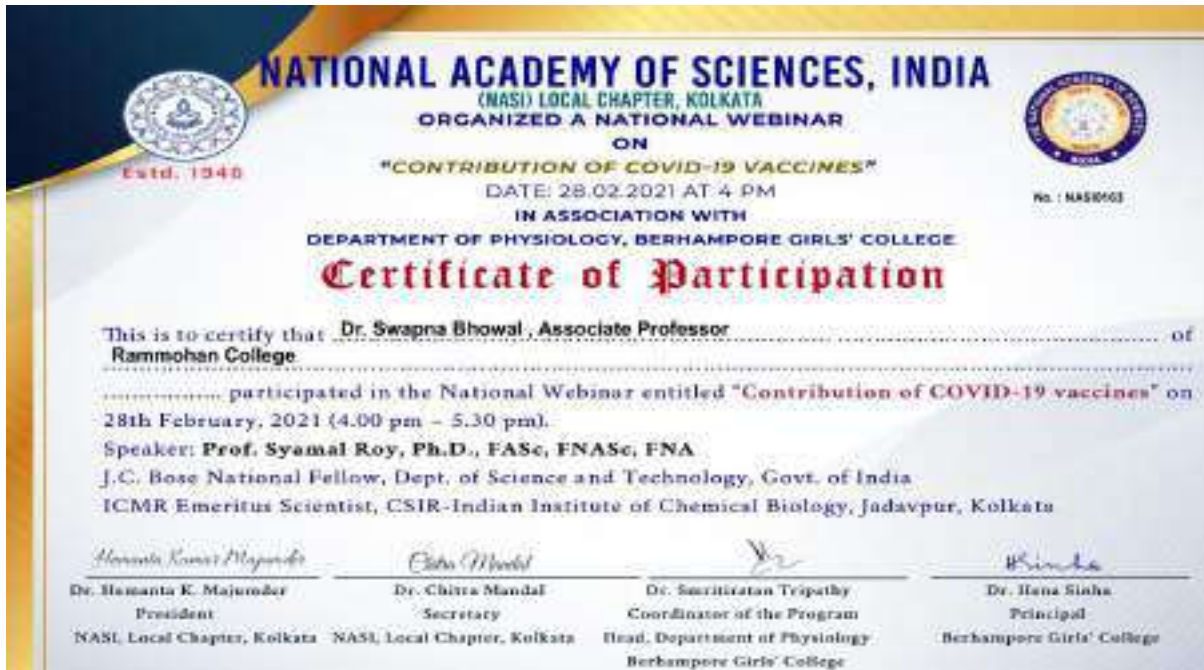 NATIONAL ACADEMY OF SCIENCES, INDIA
(NASI) LOCAL CHAPTER, KOLKATA
ORGANIZED A NATIONAL WEBINAR
ON
"CONTRIBUTION OF COVID-19 VACCINES"
DATE: 28.02.2021 AT 4 PM
IN ASSOCIATION WITH
DEPARTMENT OF PHYSIOLOGY, BERHAMPORE GIRLS' COLLEGE
Estd. 1946
No. : NASI0103
Certificate of Participation
This is to certify that Dr. Swapna Bhowal , Associate Professor of
Rammohan College
participated in the National Webinar entitled "Contribution of COVID-19 vaccines" on
28th February, 2021 (4.00 pm – 5.30 pm).
Speaker: Prof. Syamal Roy, Ph.D., FASc, FNASc, FNA
J.C. Bose National Fellow, Dept. of Science and Technology, Govt. of India
ICMR Emeritus Scientist, CSIR-Indian Institute of Chemical Biology, Jadavpur, Kolkata
Hemanta Kumar Majumder
Chitra Mandal
HSinha
Dr. Hemanta K. Majumder
President
NASI, Local Chapter, Kolkata
Dr. Chitra Mandal
Secretary
NASI, Local Chapter, Kolkata
Dr. Smritiratan Tripathy
Coordinator of the Program
Head, Department of Physiology
Berhampore Girls' College
Dr. Hena Sinha
Principal
Berhampore Girls' College